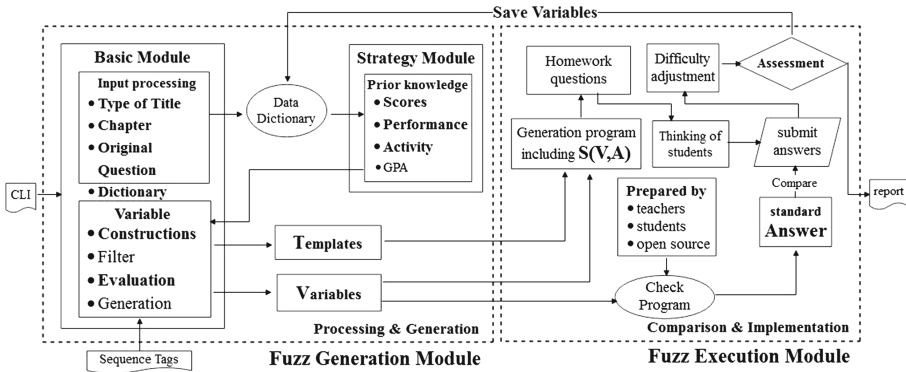 Save Variables
Basic Module
Input processing
• Type of Title
• Chapter
• Original
Question
• Dictionary
Variable
• Constructions
• Filter
• Evaluation
• Generation
CLI
Sequence Tags
Data
Dictionary
Strategy Module
Prior knowledge
• Scores
• Performance
• Activity
• GPA
Templates
Variables
Processing & Generation
Fuzz Generation Module
Homework
questions
Generation program
including S(V,A)
Difficulty
adjustment
Assessment
Thinking of
students
submit
answers
Compare
standard
Answer
Prepared by
• teachers
• students
• open source
Check
Program
report
Comparison & Implementation
Fuzz Execution Module